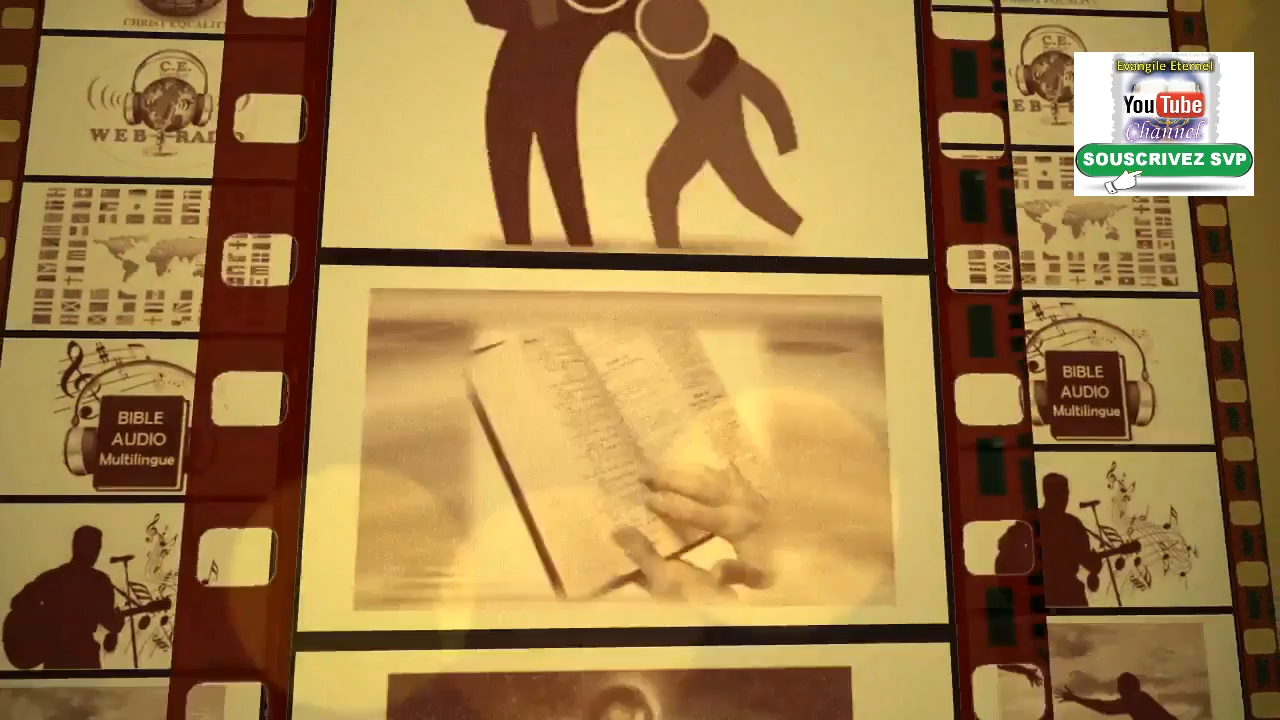 CHRIST EQUALITY
C.E.
WEB RADIO
BIBLE
AUDIO
Multilingue
C.E.
BIBLE
AUDIO
Multilingue
Evangile Eternel
YouTube
Channel
SOUSCRIVEZ SVP